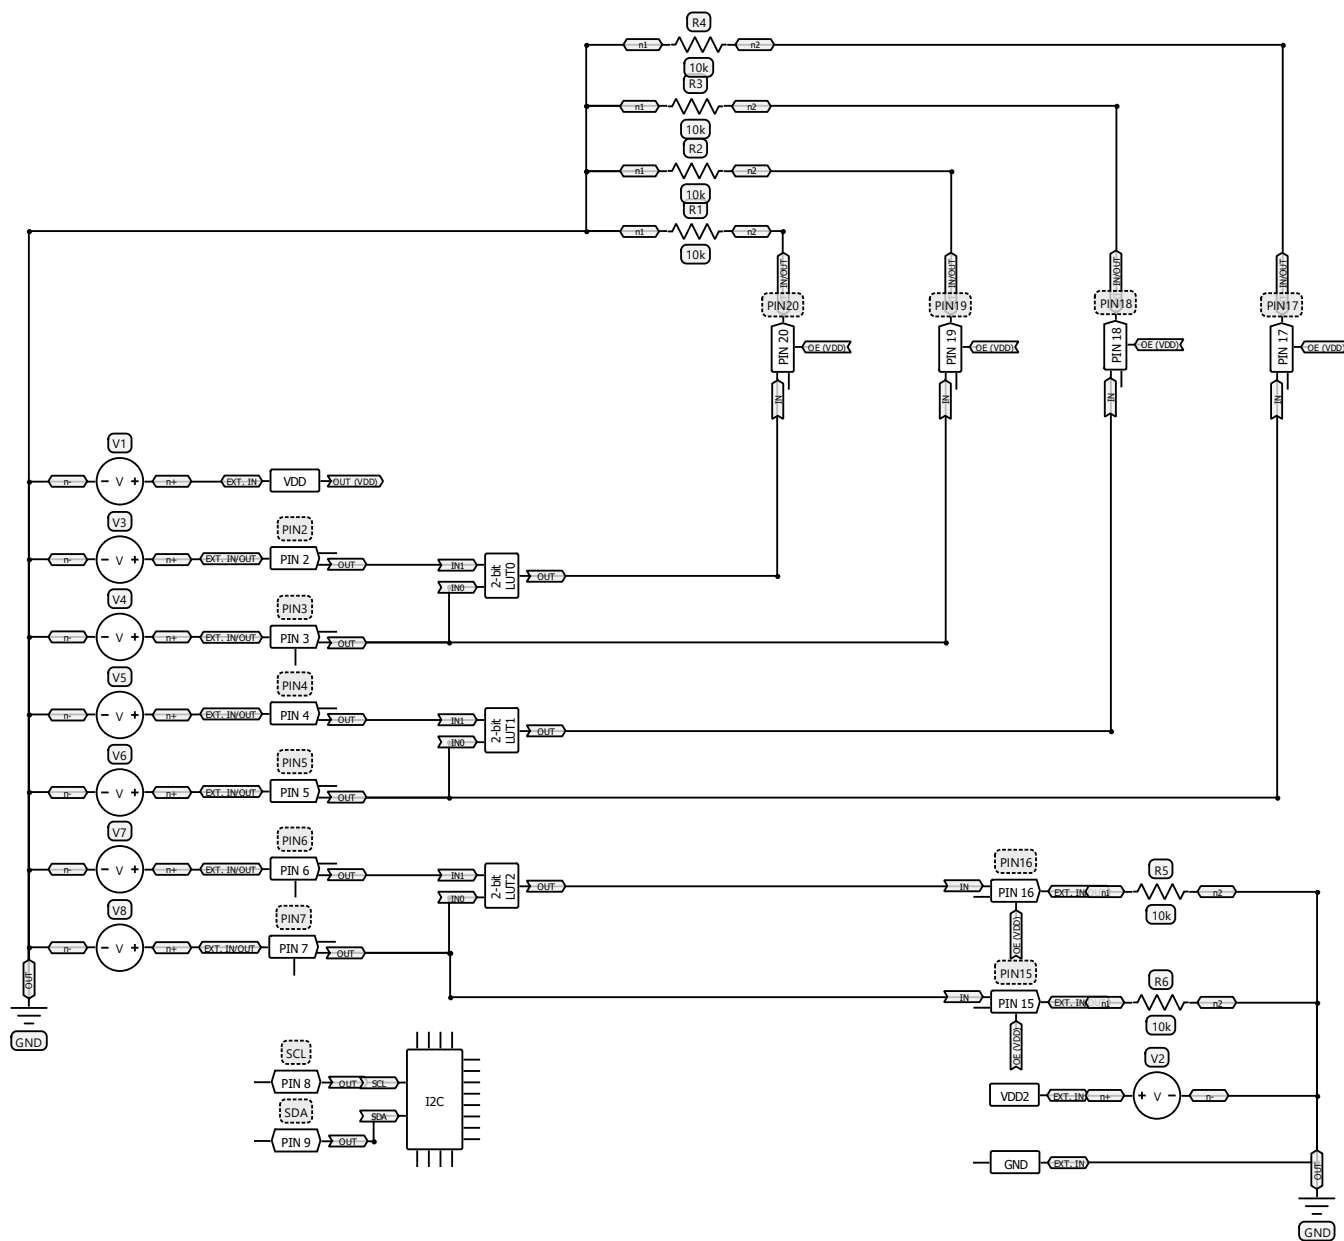 R4
n1 n2
10k
R3
n1 n2
10k
R2
n1 n2
10k
R1
n1 n2
10k
IN/OUT IN/OUT IN/OUT IN/OUT
PIN20 PIN19 PIN18 PIN17
PIN 20 OE (VDD) PIN 19 OE (VDD) PIN 18 OE (VDD) PIN 17 OE (VDD)
IN IN IN IN
V1
n- - V + n+ EXT. IN VDD OUT (VDD)
V3 PIN2
n- - V + n+ EXT. IN/OUT PIN 2 OUT IN1
2-bit
LUT0
OUT
IN0
V4 PIN3
n- - V + n+ EXT. IN/OUT PIN 3 OUT
V5 PIN4
n- - V + n+ EXT. IN/OUT PIN 4 OUT IN1
2-bit
LUT1
OUT
IN0
V6 PIN5
n- - V + n+ EXT. IN/OUT PIN 5 OUT
V7 PIN6
n- - V + n+ EXT. IN/OUT PIN 6 OUT IN1
2-bit
LUT2
OUT
IN0
PIN16 R5
IN PIN 16 EXT. IN n1 n2
10k
OE (VDD)
V8 PIN7
n- - V + n+ EXT. IN/OUT PIN 7 OUT
OUT
GND
PIN15 R6
IN PIN 15 EXT. IN n1 n2
10k
OE (VDD)
SCL
PIN 8 OUT SCL
I2C
SDA
SDA
PIN 9 OUT
V2
VDD2 EXT. IN n+ + V - n-
GND EXT. IN
OUT
GND